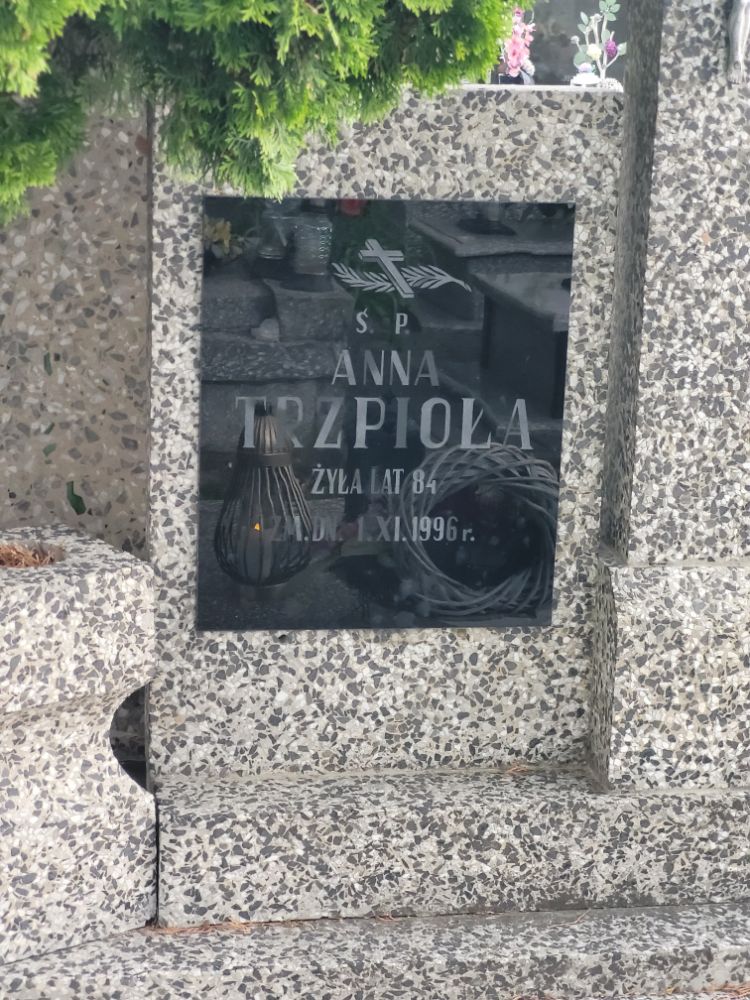 Ś. P.
ANNA
TRZPIOŁA
ŻYŁA LAT 84
ZM. DN. 1.XI.1996 r.